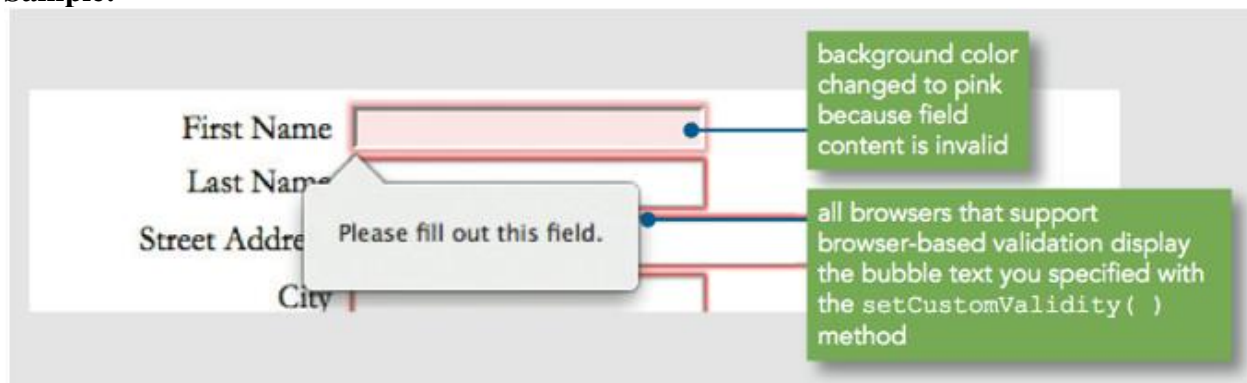 Sample:
First Name
background color
changed to pink
because field
content is invalid
Last Name
Please fill out this field.
Street Addre
City
all browsers that support
browser-based validation display
the bubble text you specified with
the setCustomValidity( )
method